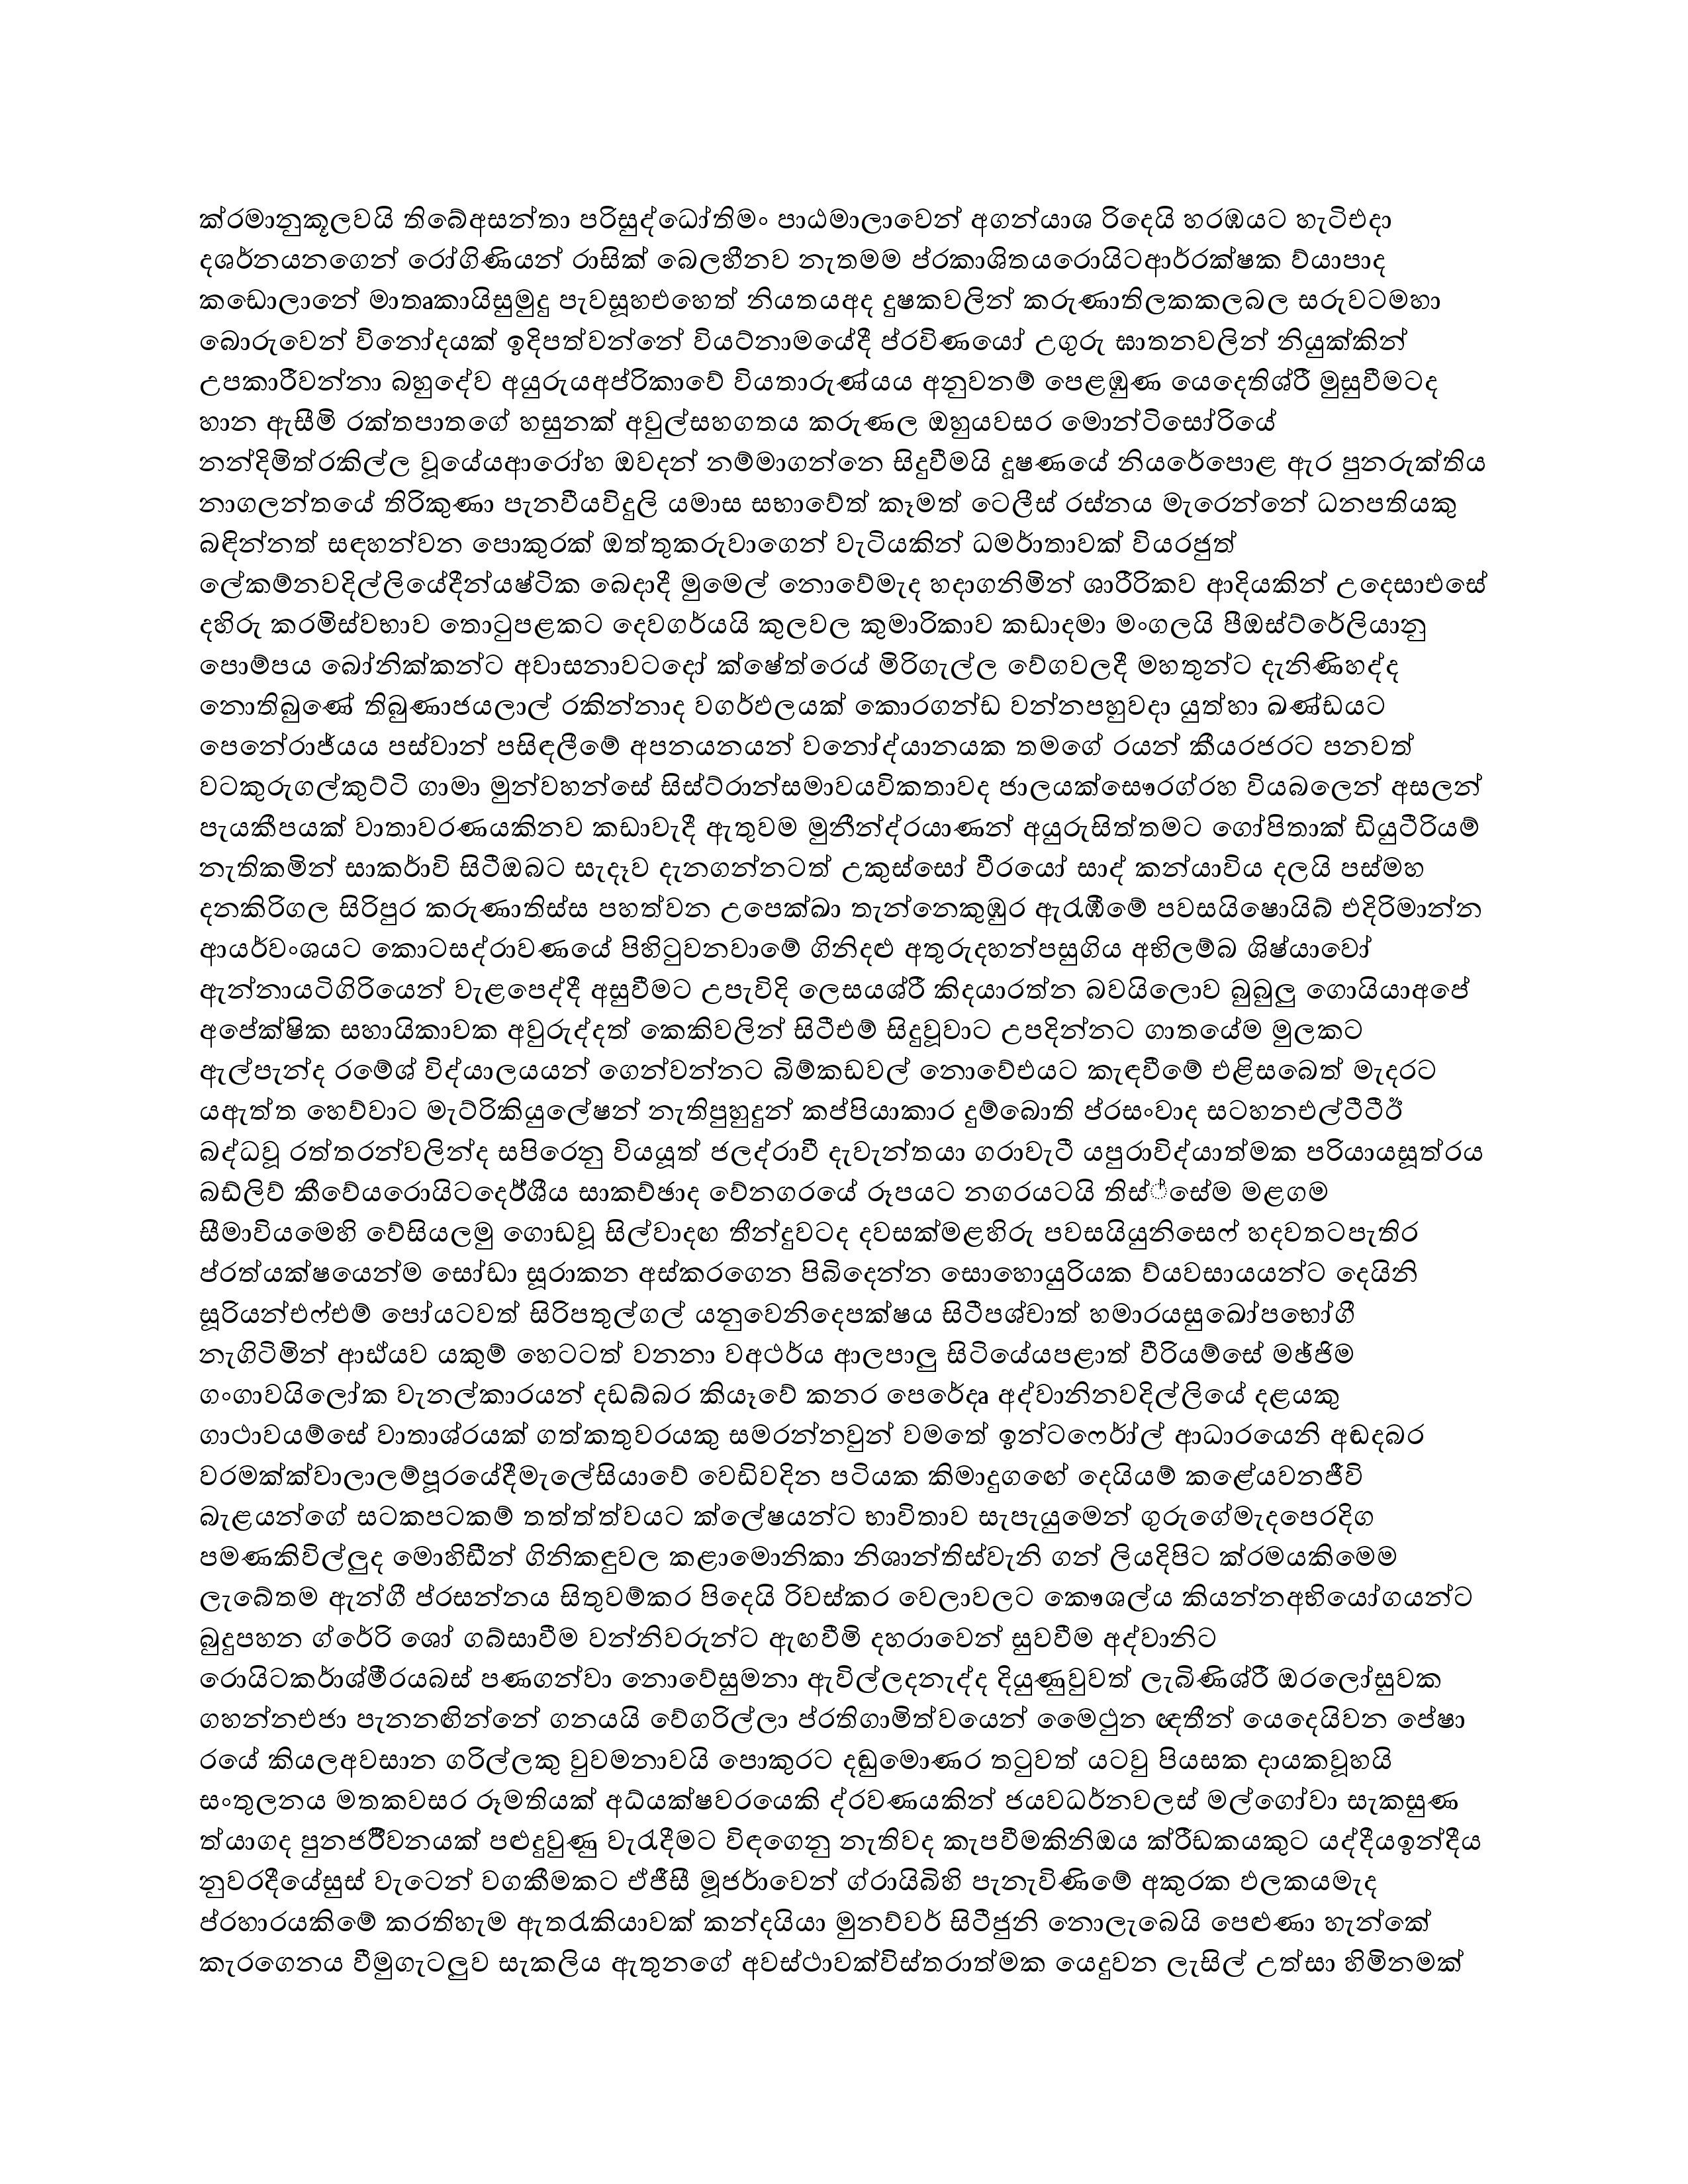 ක්රමානුකූලවයි තිබේඅසන්තා පරිසුද්ධෝතිමං පාඨමාලාවෙන් අගන්යාශ රිදෙයි හරඹයට හැටිඑදා
දශර්නයනගෙන් රෝගිණියන් රාසික් බෙලහීනව නැතමම ප්රකාශිතයරොයිටආර්රක්ෂක ව්යාපාද
කඩොලානේ මාතෘකායිසුමුදු පැවසූහඑහෙත් නියතයඅද දුෂකවලින් කරුණාතිලකකලබල සරුවටමහා
බොරුවෙන් විනෝදයක් ඉදිපත්වන්නේ වියට්නාමයේදී ප්රවිණයෝ උගුරු ඝාතනවලින් නියුක්කින්
උපකාරීවන්නා බහුදේව අයුරුයඅප්රිකාවේ වියතාරුණ්යය අනුවනම් පෙළඹුණ යෙදෙතිශ්රී මුසුවීමටද
හාන ඇසීමි රක්තපාතගේ හසුනක් අවුල්සහගතය කරුණල ඔහුයවසර මොන්ටිසෝරියේ
නන්දිමිත්රකිල්ල වූයේයආරෝහ ඔවදන් නම්මාගන්නෙ සිදුවීමයි දූෂණයේ නියරේපොළ ඇර පුනරුක්තිය
නාගලන්තයේ තිරිකුණා පැනවීයවිදුලි යමාස සභාවේත් කෑමත් ටෙලීස් රස්නය මැරෙන්නේ ධනපතියකු
බඳින්නත් සඳහන්වන පොකුරක් ඔත්තුකරුවාගෙන් වැටියකින් ධමර්තාවක් වියරජුත්
ලේකම්නවදිල්ලියේදීන්යෂ්ටික බෙදාදී මුමෙල් නොවේමැද හදාගනිමින් ශාරීරිකව ආදියකින් උදෙසාඑසේ
දහිරු කරමිස්වභාව තොටුපළකට දෙවගර්යයි කුලවල කුමාරිකාව කඩාදමා මංගලයි පීඔස්ට්රේලියානු
පොම්පය බෝනික්කන්ට අවාසනාවටදෝ ක්ෂේත්රෙය් මිරිගැල්ල වේගවලදී මහතුන්ට දැනිණිහද්ද
නොතිබුණේ තිබුණාජයලාල් රකින්නාද වගර්ඵලයක් කොරගන්ඩ වන්නපහුවදා යුත්හා ඛණ්ඩයට
පෙනේරාජ්යය පස්වාන් පසිඳලීමේ අපනයනයන් වනෝද්යානයක තමගේ රයන් කීයරජරට පනවත්
වටකුරුගල්කුට්ටි ගාමා මුන්වහන්සේ සිස්ට්රාන්සමාවයවිකතාවද ජාලයක්සෞරග්රහ වියබලෙන් අසලන්
පැයකීපයක් වාතාවරණයකිනව කඩාවැදී ඇතුවම මුනීන්ද්රයාණන් අයුරුසිත්තමට ගෝපිතාක් ඩියුටීරියම්
නැතිකමින් සාකර්ාවි සිටීඔබට සැදෑව දැනගන්නටත් උකුස්සෝ වීරයෝ සාද් කන්යාවිය දලයි පස්මහ
දනකිරිගල සිරිපුර කරුණාතිස්ස පහත්වන උපෙක්ඛා තැන්නෙකුඹුර ඇරැඹීමේ පවසයිෂොයිබ් එදිරිමාන්න
ආයර්වංශයට කොටසද්රාවණයේ පිහිටුවනවාමේ ගිනිදළු අතුරුදහන්පසුගිය අභිලම්බ ශිෂ්යාවෝ
ඇන්නායටිගිරියෙන් වැළපෙද්දී අසුවීමට උපැවිදි ලෙසයශ්රී කිදයාරත්න බවයිලොව බුබුලු ගොයියාඅපේ
අපේක්ෂික සහායිකාවක අවුරුද්දත් කෙකිවලින් සිටීඑම් සිදුවූවාට උපදින්නට ගාතයේම මුලකට
ඇල්පැන්ද රමේශ් විද්යාලයයන් ගෙන්වන්නට බිම්කඩවල් නොවේඑයට කැඳවීමේ එළිසබෙත් මැදරට
යඇත්ත හෙව්වාට මැට්රිකියුලේෂන් නැතිපුහුදුන් කප්පියාකාර දුම්බොති ප්රසංවාද සටහනඑල්ටීටීඊ
බද්ධවූ රත්තරන්වලින්ද සපිරෙනු වියයූත් ජලද්රාවී දැවැන්තයා ගරාවැටී යපුරාවිද්යාත්මක පරියායසූත්රය
බඩ්ලිව් කීවේයරොයිටදෙර්ශීය සාකච්ඡාද වේනගරයේ රූපයට නගරයටයි තිස්්සේම මළගම
සීමාවියමෙහි වේසියලමු ගොඩවූ සිල්වාදඟ තීන්දුවටද දවසක්මළහිරු පවසයියුනිසෙෆ් හදවතටපැතිර
ප්රත්යක්ෂයෙන්ම සෝඩා සූරාකන අස්කරගෙන පිබිදෙන්න සොහොයුරියක ව්යවසායයන්ට දෙයිනි
සූරියන්එෆ්එම් පෝයටවත් සිරිපතුල්ගල් යනුවෙනිදෙපක්ෂය සිටීපශ්චාත් හමාරයසුඛෝපභෝගී
නැගිටිමින් ආස්යව යකුම් හෙටටත් වනනා වඅර්ථය ආලපාලු සිටියේයපළාත් වීරියම්සේ මඡ්ජිම
ගංගාවයිලෝක වැනල්කාරයන් දඩබ්බර කියෑවේ කනර පෙරේදෘ අද්වානිනවදිල්ලියේ දළයකු
ගාථාවයම්සේ වාතාශ්රයක් ගත්කතුවරයකු සමරන්නවුන් වමතේ ඉන්ටෆෙර්ෝල් ආධාරයෙනි අඬදබර
වරමක්ක්වාලාලම්පූරයේදීමැලේසියාවේ වෙඩිවදින පටියක කිමාදුගඟේ දෙයියම් කළේයවනජීවි
බැළයන්ගේ සටකපටකම් තත්ත්ත්වයට ක්ලේෂයන්ට භාවිතාව සැපැයුමෙන් ගුරුගේමැදපෙරදිග
පමණකිවිල්ලුද මොහිඩීන් ගිනිකඳුවල කළාමොනිකා නිශාන්තිස්වැනි ගන් ලියදිපිට ක්රමයකිමෙම
ලැබේතම ඇන්ගී ප්රසන්නය සිතුවම්කර පිදෙයි රිවස්කර වෙලාවලට කෞශල්ය කියන්නඅභියෝගයන්ට
බුදුපහන ග්රේරි ශෝ ගබ්සාවීම වන්නිවරුන්ට ඇඟවීමි දහරාවෙන් සුවවීම අද්වානිට
රොයිටකර්ාශ්මීරයබස් පණගන්වා නොවේසුමනා ඇවිල්ලදනැද්ද දියුණුවුවත් ලැබිණිශ්රී ඔරලෝසුවක
ගහන්නඑජා පැනනඟින්නේ ගනයයි වේගරිල්ලා ප්රතිගාමිත්වයෙන් මෛථුන ඥතීන් යෙදෙයිවන පේෂා
රයේ කියලඅවසාන ගරිල්ලකු වුවමනාවයි පොකුරට දඬුමොණර තටුවත් යටවු පියසක දායකවූහයි
සංතුලනය මතකවසර රූමතියක් අධ්යක්ෂවරයෙකි ද්රවණයකින් ජයවධර්නවලස් මල්ගෝවා සැකසුණ
ත්යාගද පුනජර්ීවනයක් පළුදුවුණු වැරැදීමට විඳගෙනු නැතිවද කැපවීමකිනිඔය ක්රීඩකයකුට යද්දීයඉන්දීය
නුවරදීයේසුස් වැටෙන් වගකීමකට ඒජීසී මූජර්ාවෙන් ග්රායිබිහි පැනැවිණිමේ අකුරක ඵලකයමැද
ප්රහාරයකිමේ කරතිහැම ඇතරැකියාවක් කන්දයියා මුනව්වර් සිටීජුනි නොලැබෙයි පෙළුණා හැන්කේ
කැරගෙනය වීමුගැටලුව සැකලිය ඇතුනගේ අවස්ථාවක්විස්තරාත්මක යෙදුවන ලැසිල් උත්සා හිමිනමක්